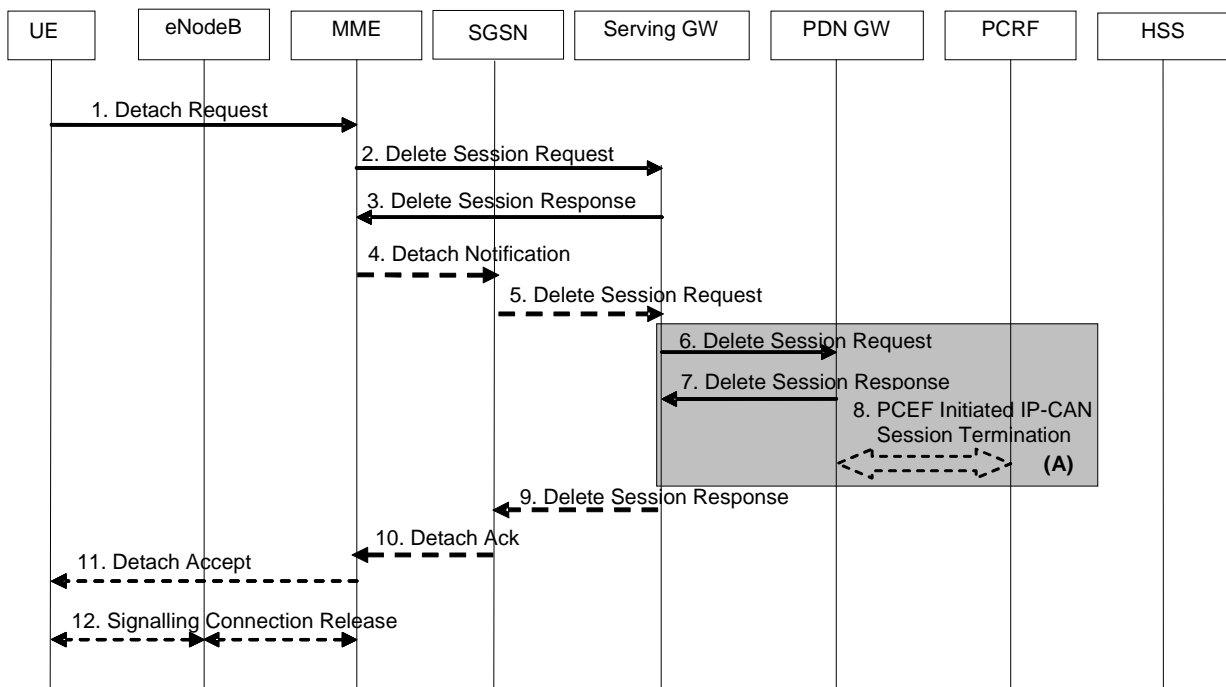 UE
eNodeB
MME
SGSN
Serving GW
PDN GW
PCRF
HSS
1. Detach Request
2. Delete Session Request
3. Delete Session Response
4. Detach Notification
5. Delete Session Request
6. Delete Session Request
7. Delete Session Response
8. PCEF Initiated IP-CAN
Session Termination
(A)
9. Delete Session Response
10. Detach Ack
11. Detach Accept
12. Signalling Connection Release